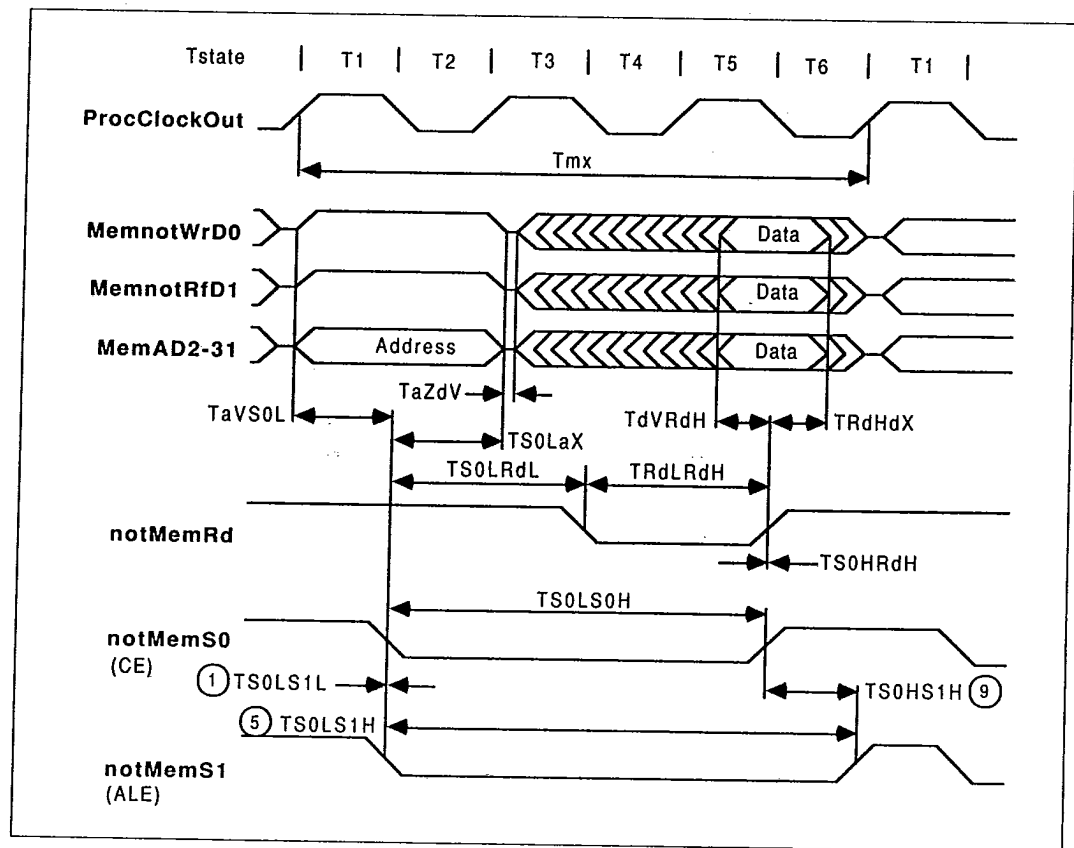 Tstate | T1 | T2 | T3 | T4 | T5 | T6 | T1 |
ProcClockOut
Tmx
MemnotWrD0 Data
MemnotRfD1 Data
MemAD2-31 Address Data
TaZdV
TaVS0L TdVRdH TRdHdX
TS0LaX
TS0LRdL TRdLRdH
notMemRd
TS0HRdH
TS0LS0H
notMemS0
(CE)
1 TS0LS1L TS0HS1H 9
5 TS0LS1H
notMemS1
(ALE)